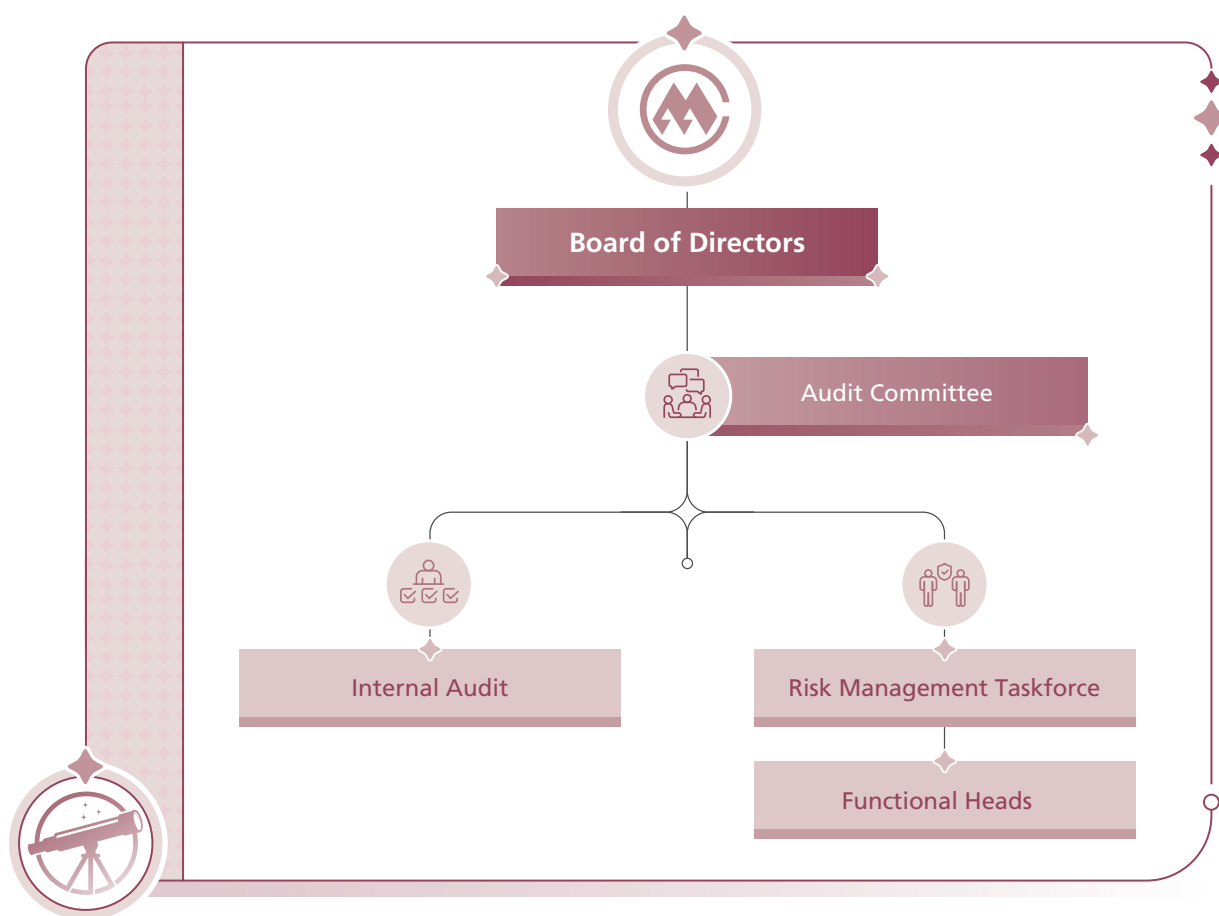 Board of Directors
Audit Committee
Internal Audit
Risk Management Taskforce
Functional Heads